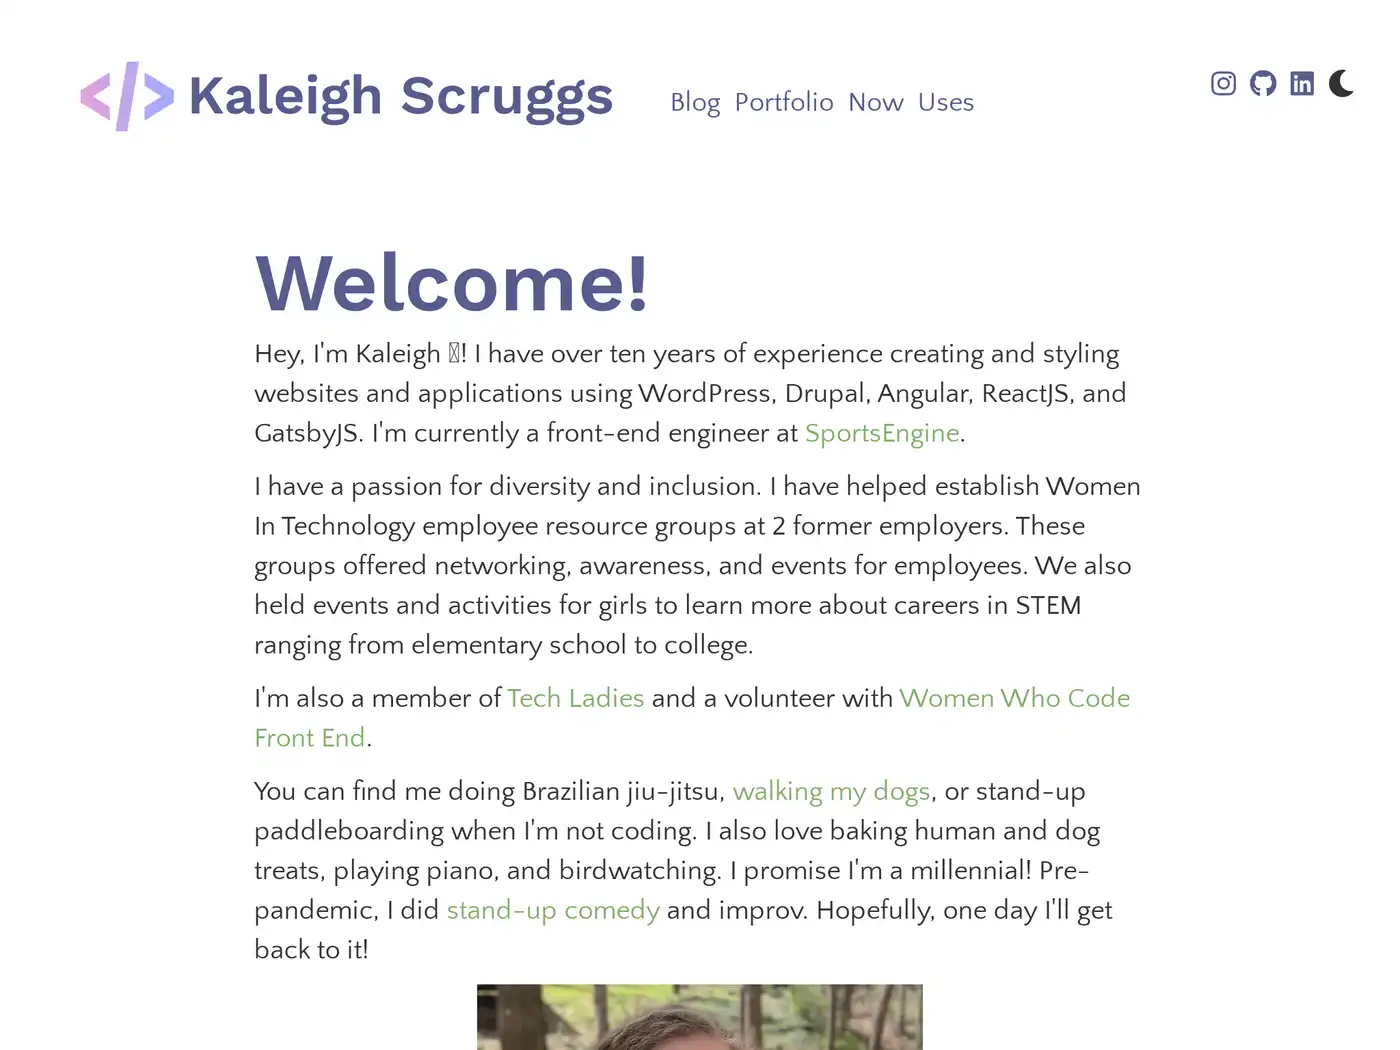 </> Kaleigh Scruggs
Blog Portfolio Now Uses
Welcome!
Hey, I'm Kaleigh ! I have over ten years of experience creating and styling
websites and applications using WordPress, Drupal, Angular, ReactJS, and
GatsbyJS. I'm currently a front-end engineer at SportsEngine.
I have a passion for diversity and inclusion. I have helped establish Women
In Technology employee resource groups at 2 former employers. These
groups offered networking, awareness, and events for employees. We also
held events and activities for girls to learn more about careers in STEM
ranging from elementary school to college.
I'm also a member of Tech Ladies and a volunteer with Women Who Code
Front End.
You can find me doing Brazilian jiu-jitsu, walking my dogs, or stand-up
paddleboarding when I'm not coding. I also love baking human and dog
treats, playing piano, and birdwatching. I promise I'm a millennial! Pre-
pandemic, I did stand-up comedy and improv. Hopefully, one day I'll get
back to it!